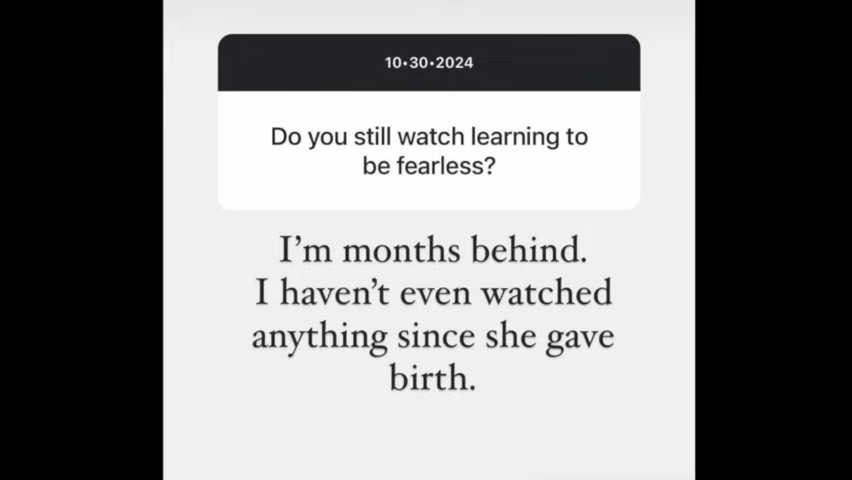 10•30•2024
Do you still watch learning to
be fearless?
I’m months behind.
I haven’t even watched
anything since she gave
birth.